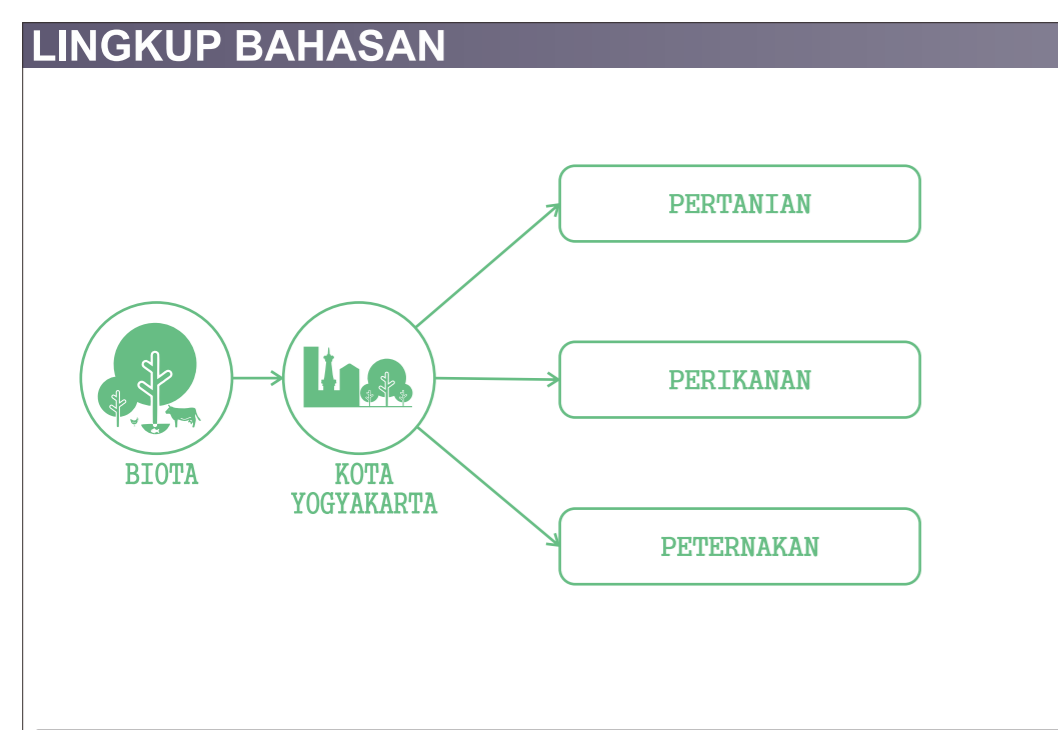 LINGKUP BAHASAN
PERTANIAN
PERIKANAN
BIOTA
KOTA
YOGYAKARTA
PETERNAKAN